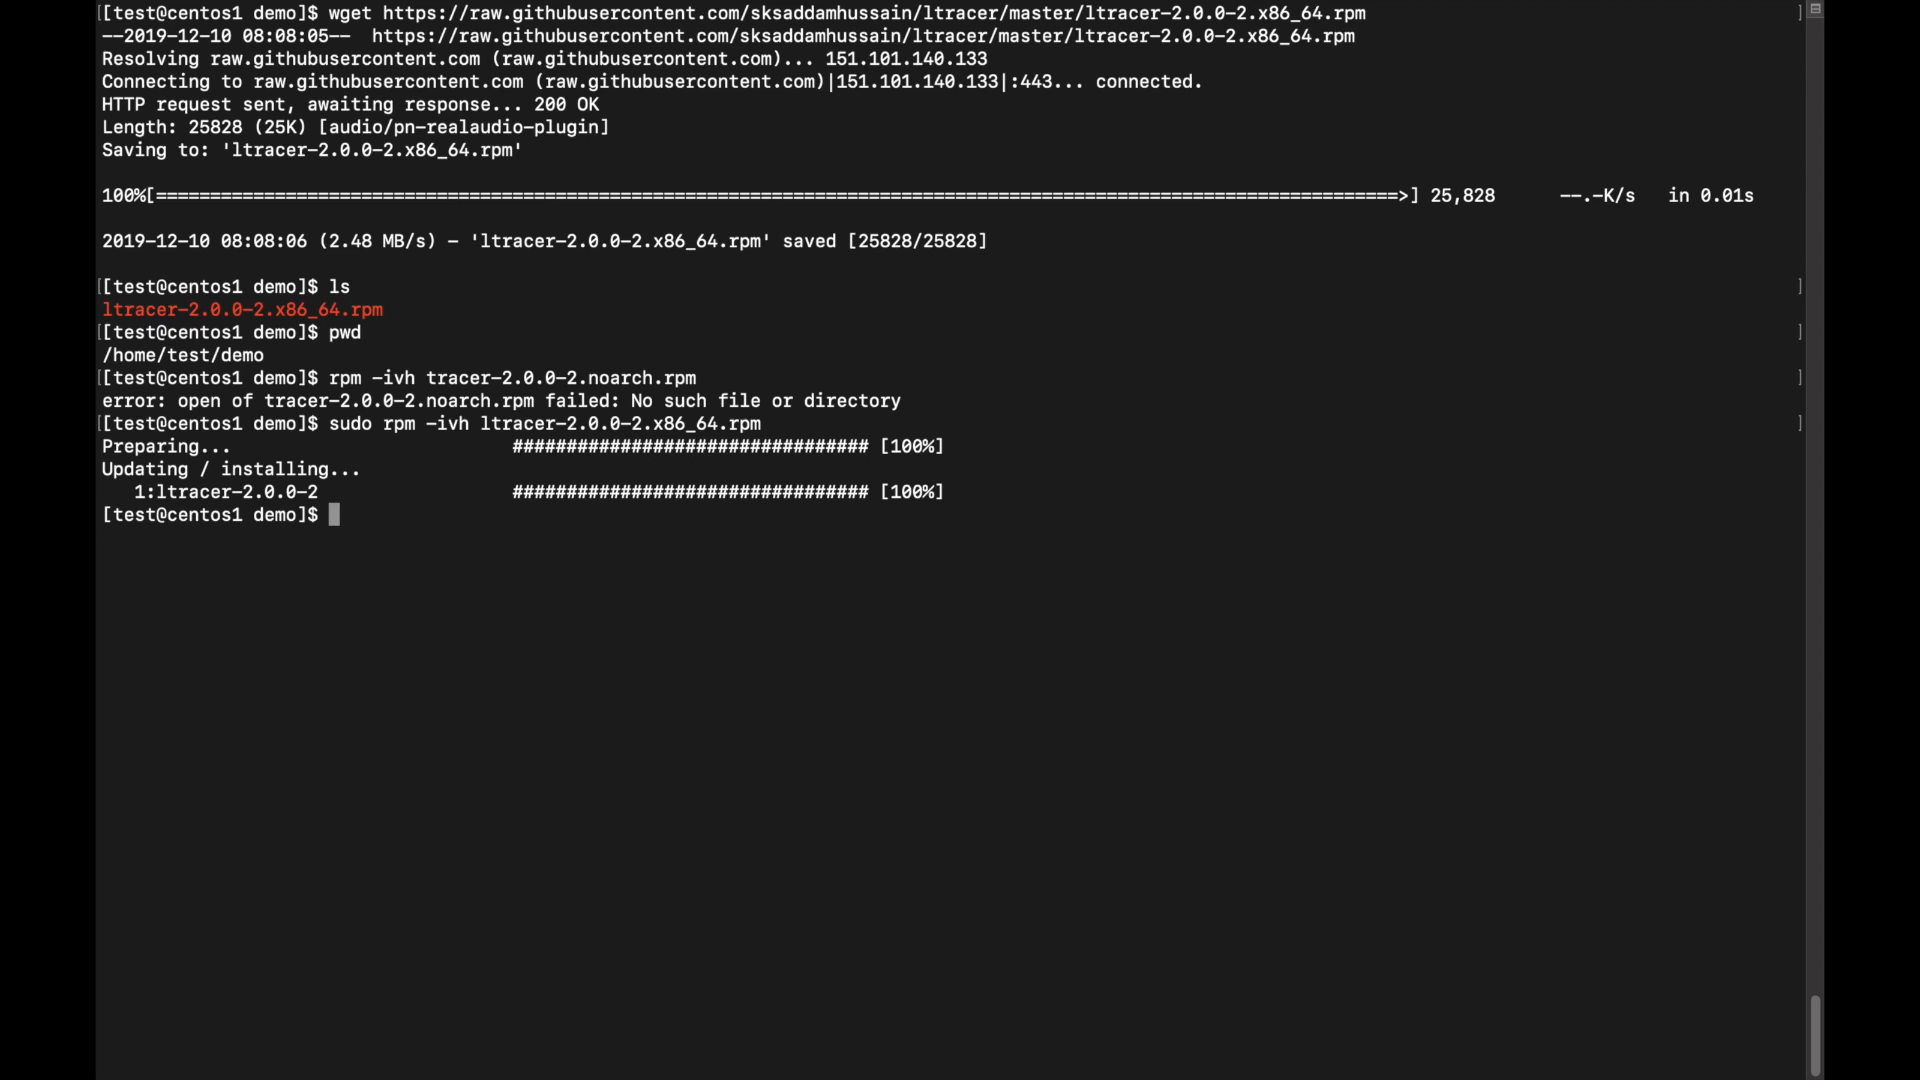 [[test@centos1 demo]$ wget https://raw.githubusercontent.com/sksaddamhussain/ltracer/master/ltracer-2.0.0-2.x86_64.rpm ]
--2019-12-10 08:08:05--  https://raw.githubusercontent.com/sksaddamhussain/ltracer/master/ltracer-2.0.0-2.x86_64.rpm
Resolving raw.githubusercontent.com (raw.githubusercontent.com)... 151.101.140.133
Connecting to raw.githubusercontent.com (raw.githubusercontent.com)|151.101.140.133|:443... connected.
HTTP request sent, awaiting response... 200 OK
Length: 25828 (25K) [audio/pn-realaudio-plugin]
Saving to: 'ltracer-2.0.0-2.x86_64.rpm'
100%[===================================================================================================================>] 25,828      --.-K/s   in 0.01s
2019-12-10 08:08:06 (2.48 MB/s) - 'ltracer-2.0.0-2.x86_64.rpm' saved [25828/25828]
[[test@centos1 demo]$ ls ]
ltracer-2.0.0-2.x86_64.rpm
[[test@centos1 demo]$ pwd ]
/home/test/demo
[[test@centos1 demo]$ rpm -ivh tracer-2.0.0-2.noarch.rpm ]
error: open of tracer-2.0.0-2.noarch.rpm failed: No such file or directory
[[test@centos1 demo]$ sudo rpm -ivh ltracer-2.0.0-2.x86_64.rpm ]
Preparing...                          ################################# [100%]
Updating / installing...
   1:ltracer-2.0.0-2                  ################################# [100%]
[test@centos1 demo]$